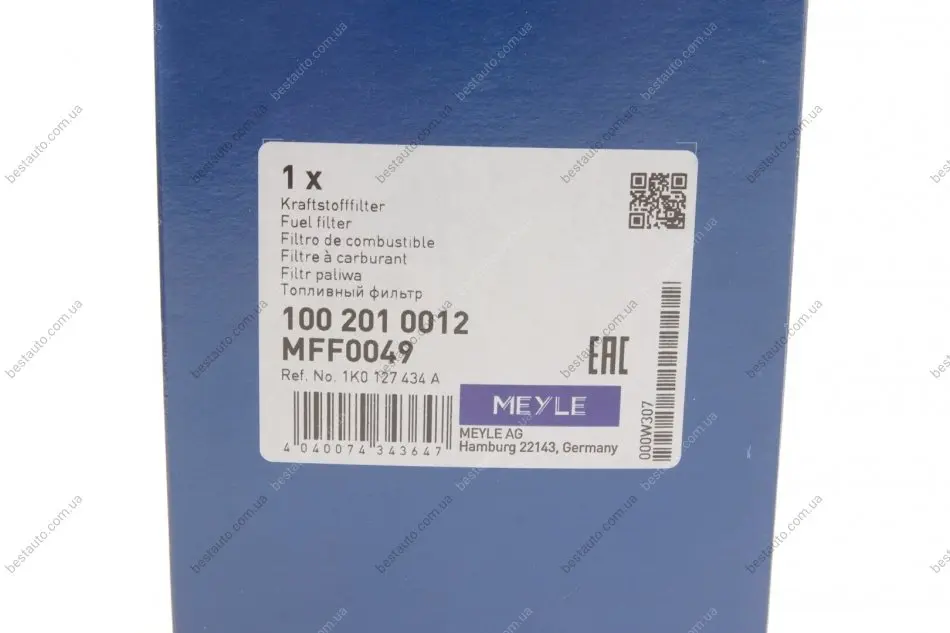 1 x
Kraftstofffilter
Fuel filter
Filtro de combustible
Filtre à carburant
Filtr paliwa
Топливный фильтр
100 201 0012
MFF0049
Ref. No. 1K0 127 434 A
EAC
MEYLE
MEYLE AG
Hamburg 22143, Germany
4 040074 343647
000W307
bestauto.com.ua